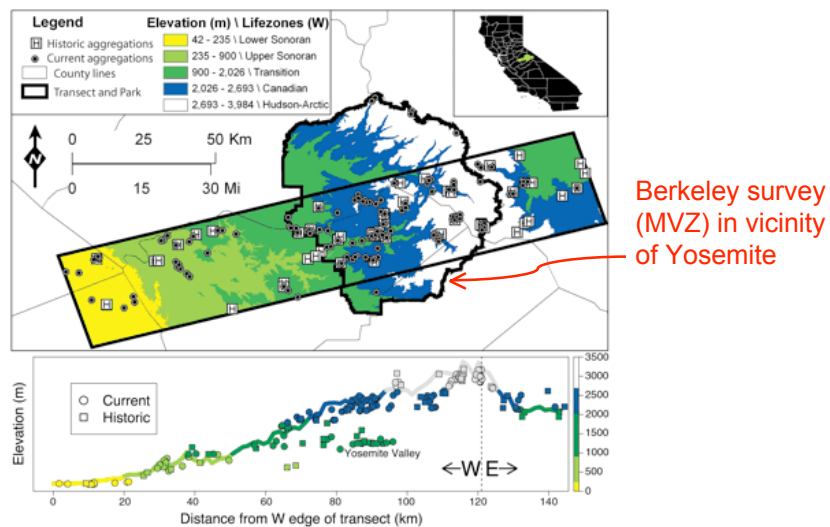 Legend
H Historic aggregations
Current aggregations
County lines
Transect and Park
Elevation (m) \ Lifezones (W)
42 - 235 \ Lower Sonoran
235 - 900 \ Upper Sonoran
900 - 2,026 \ Transition
2,026 - 2,693 \ Canadian
2,693 - 3,984 \ Hudson-Arctic
N
0 25 50 Km
0 15 30 Mi
Berkeley survey
(MVZ) in vicinity
of Yosemite
Elevation (m)
Current
Historic
Yosemite Valley
W E
3500
3000
2500
2000
1500
1000
500
0
0 20 40 60 80 100 120 140
Distance from W edge of transect (km)